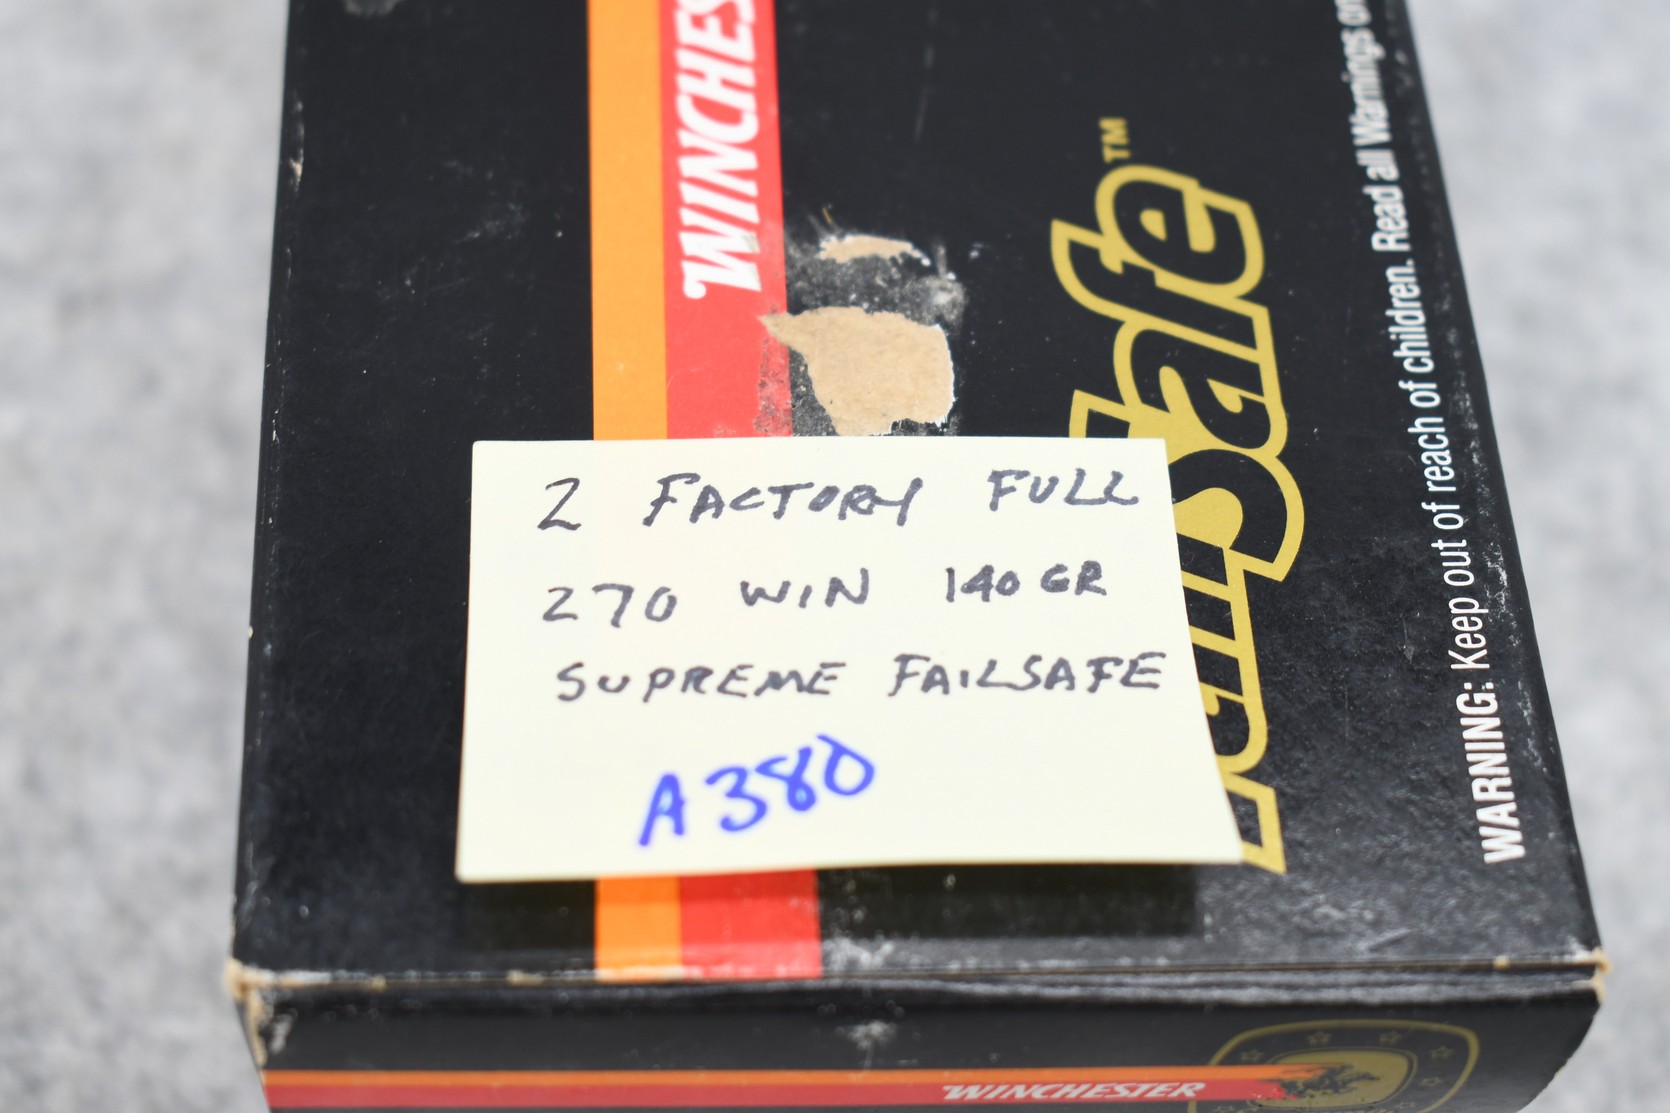 WINCHES
FailSafe™
WARNING: Keep out of reach of children. Read all Warnings on
2 FACTORY FULL
270 WIN 140 GR
SUPREME FAILSAFE
A380
WINCHESTER